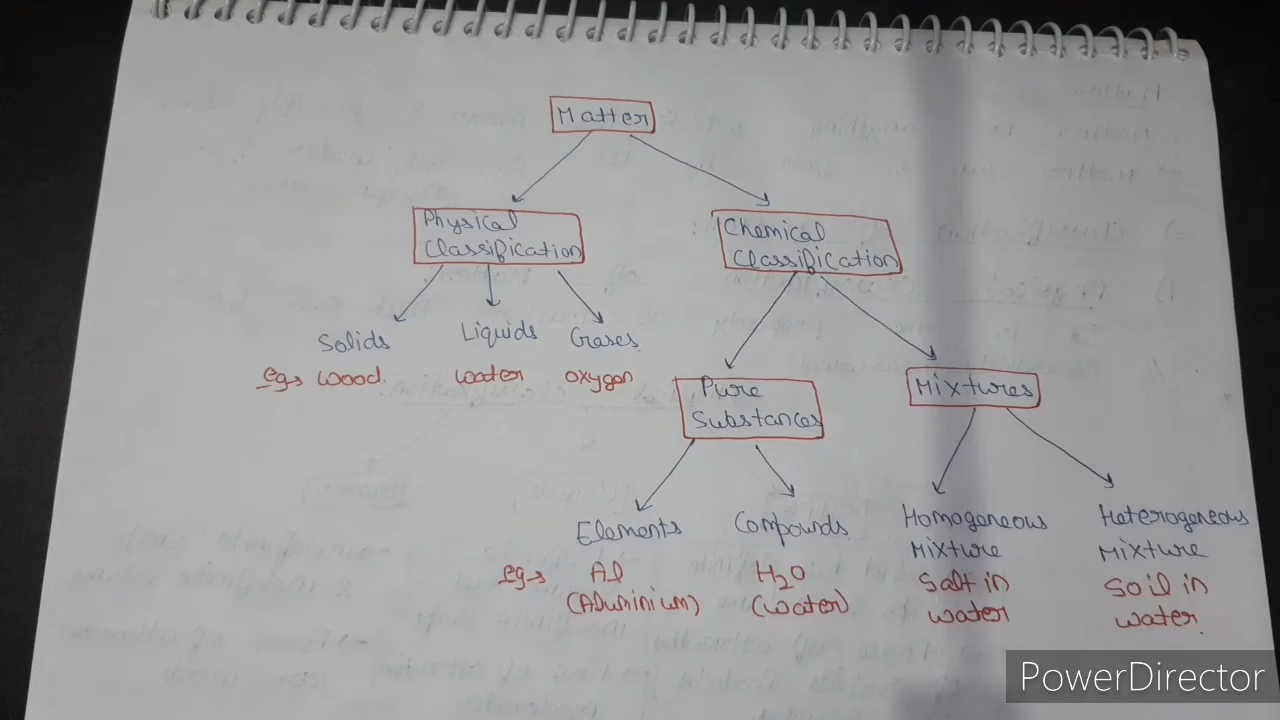 Matter
Physical
Classification
Chemical
Classification
Solids
Liquids
Gases
eg→ wood
water
oxygen
Pure
Substances
Mixtures
Elements
Compounds
Homogeneous
Mixture
Heterogeneous
Mixture
eg→ Al
(Aluminium)
H₂O
(water)
Salt in
water
Soil in
water
PowerDirector